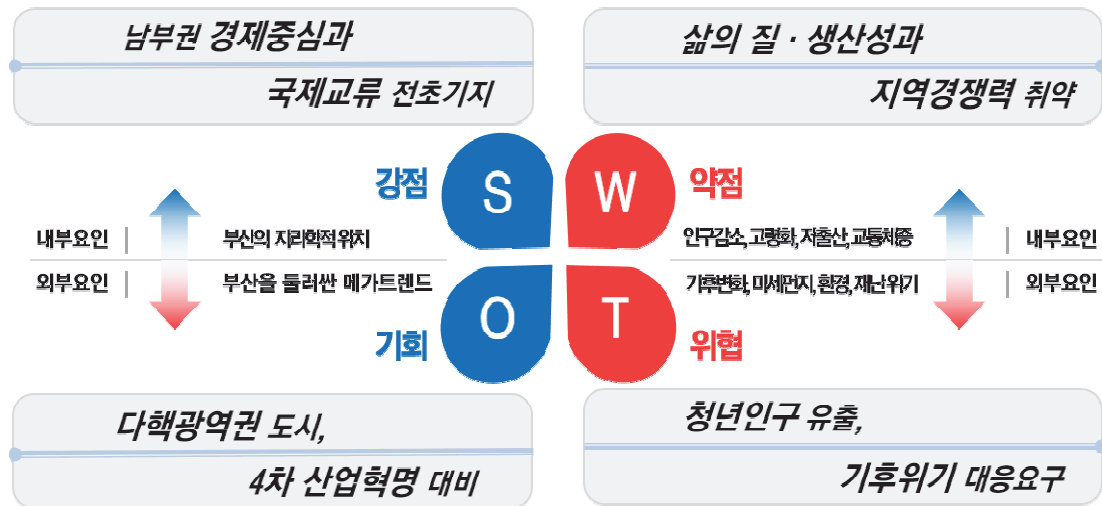 남부권 경제중심과
국제교류 전초기지
삶의 질 · 생산성과
지역경쟁력 취약
강점
S
W
약점
내부요인
부산의 지리학적 위치
인구감소, 고령화, 저출산, 교통체증
내부요인
외부요인
부산을 둘러싼 메가트렌드
기후변화, 미세먼지, 환경, 재난위기
외부요인
기회
O
T
위협
다핵광역권 도시,
4차 산업혁명 대비
청년인구 유출,
기후위기 대응요구